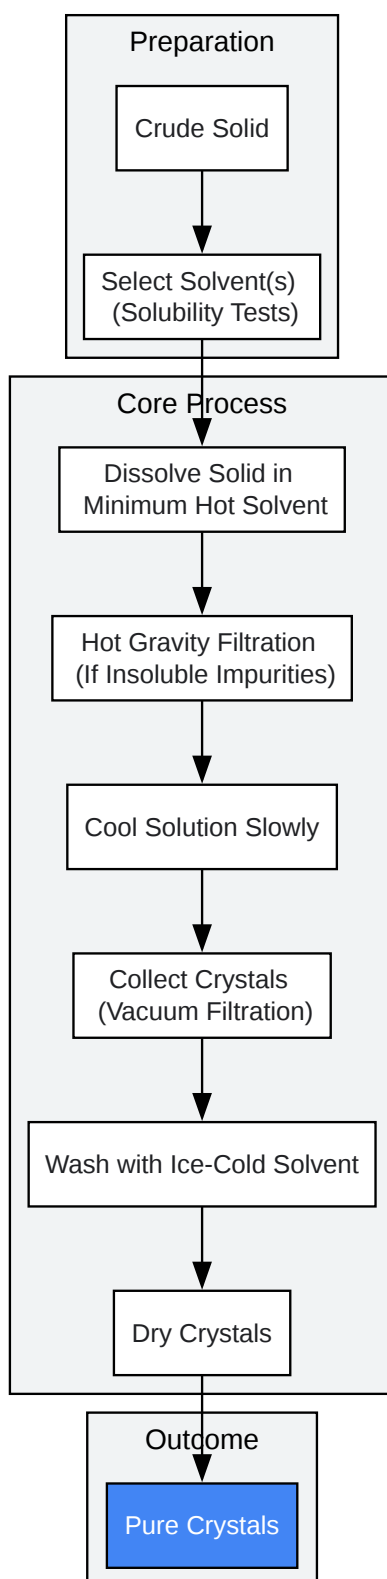 Preparation
Crude Solid
Select Solvent(s)
(Solubility Tests)
Core Process
Dissolve Solid in
Minimum Hot Solvent
Hot Gravity Filtration
(If Insoluble Impurities)
Cool Solution Slowly
Collect Crystals
(Vacuum Filtration)
Wash with Ice-Cold Solvent
Dry Crystals
Outcome
Pure Crystals